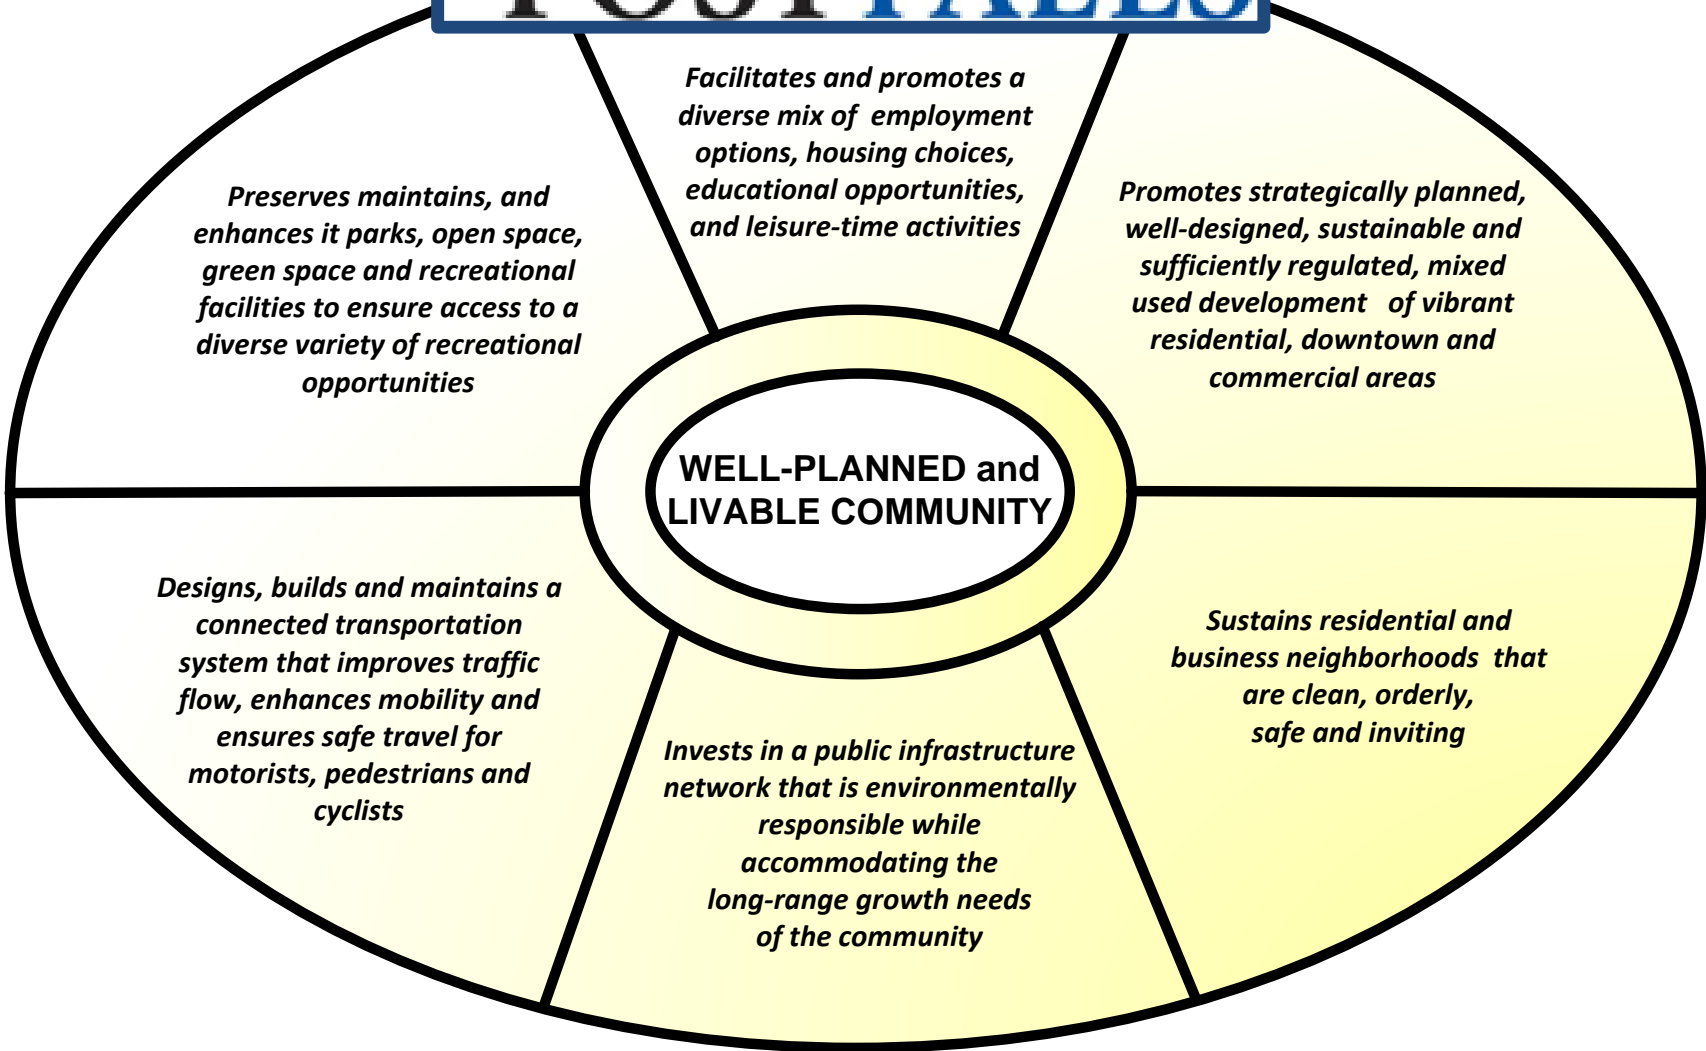 POST FALLS
Facilitates and promotes a
diverse mix of employment
options, housing choices,
educational opportunities,
and leisure-time activities
Preserves maintains, and
enhances it parks, open space,
green space and recreational
facilities to ensure access to a
diverse variety of recreational
opportunities
Promotes strategically planned,
well-designed, sustainable and
sufficiently regulated, mixed
used development of vibrant
residential, downtown and
commercial areas
WELL-PLANNED and
LIVABLE COMMUNITY
Designs, builds and maintains a
connected transportation
system that improves traffic
flow, enhances mobility and
ensures safe travel for
motorists, pedestrians and
cyclists
Invests in a public infrastructure
network that is environmentally
responsible while
accommodating the
long-range growth needs
of the community
Sustains residential and
business neighborhoods that
are clean, orderly,
safe and inviting